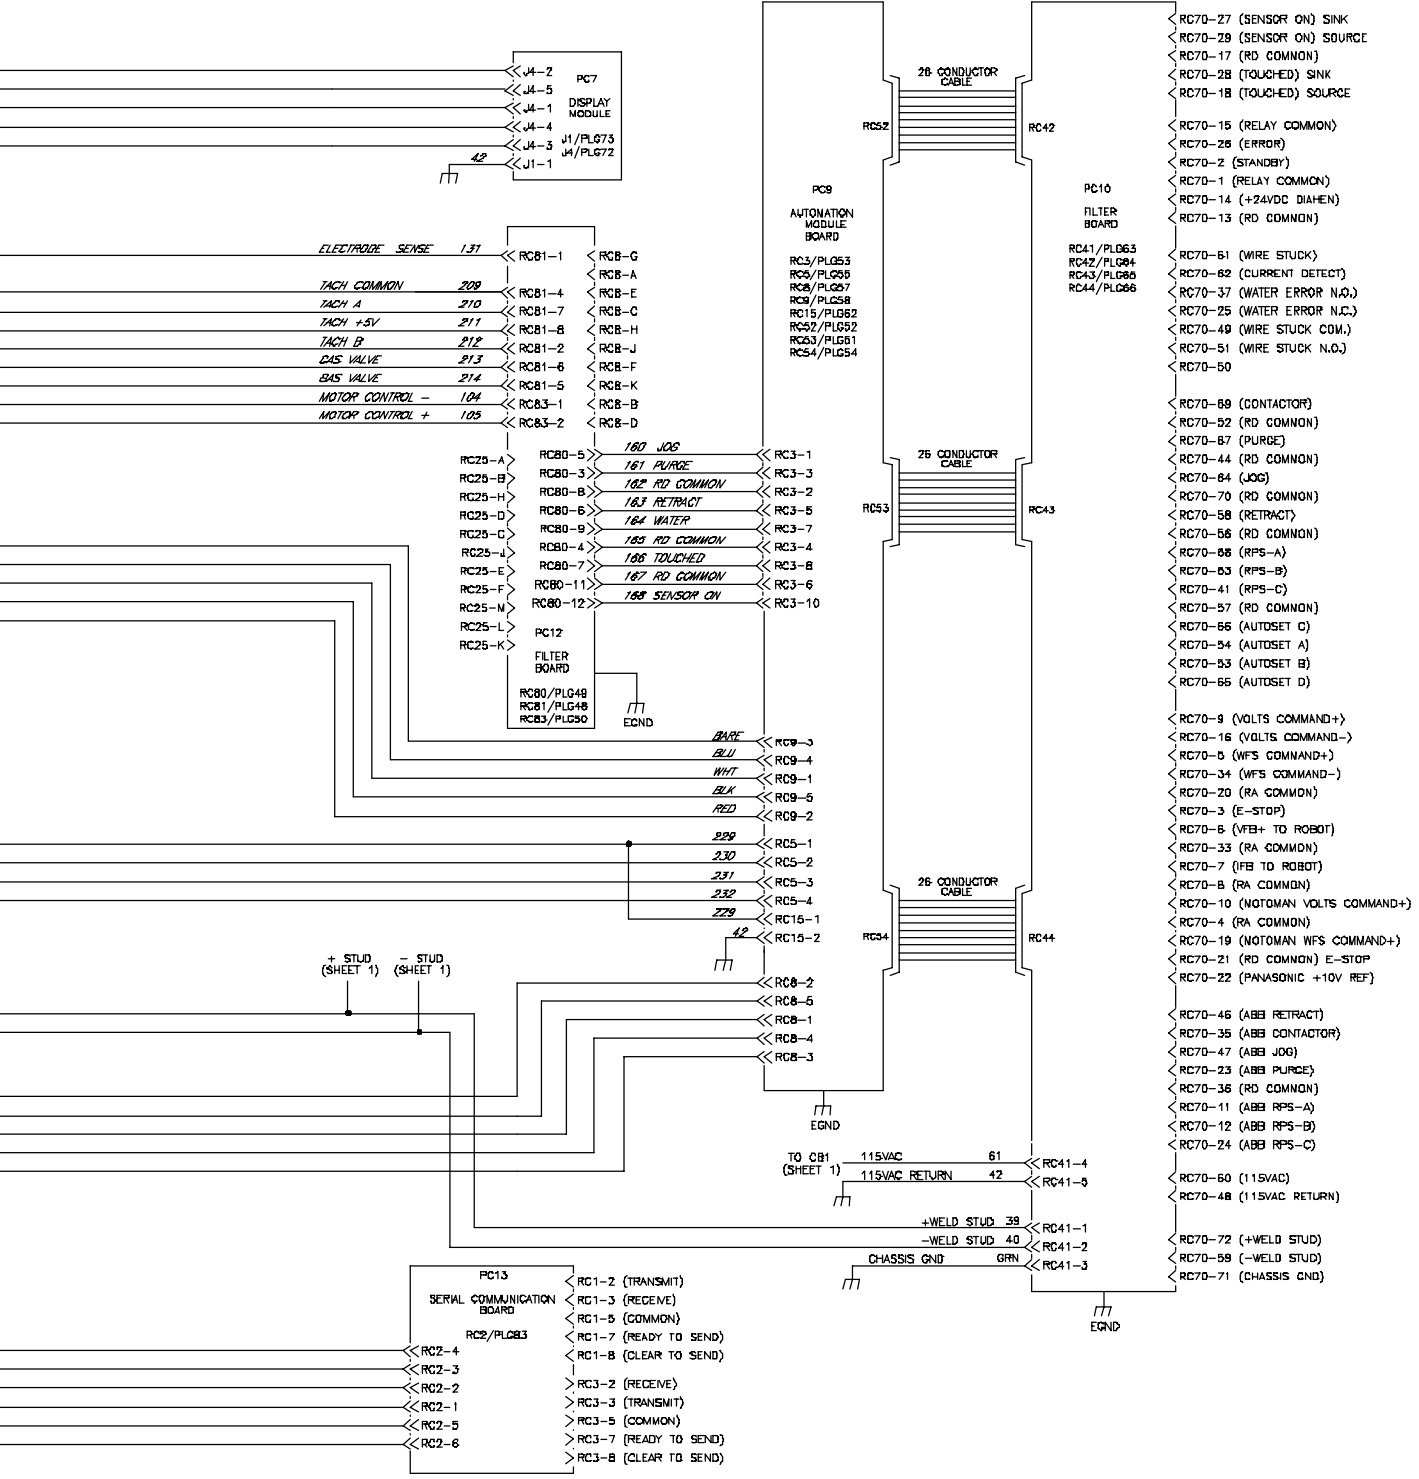 J4-2
J4-5
J4-1
J4-4
J4-3
42
J1-1
PC7
DISPLAY
MODULE
J1/PLG73
J4/PLG72
ELECTRODE SENSE 131
TACH COMMON 209
TACH A 210
TACH +5V 211
TACH B 212
GAS VALVE 213
GAS VALVE 214
MOTOR CONTROL - 104
MOTOR CONTROL + 105
RC81-1
RC81-4
RC81-7
RC81-8
RC81-2
RC81-6
RC81-5
RC83-1
RC83-2
RC8-G
RC8-A
RC8-E
RC8-C
RC8-H
RC8-J
RC8-F
RC8-K
RC8-B
RC8-D
RC25-A
RC25-B
RC25-H
RC25-D
RC25-C
RC25-J
RC25-E
RC25-F
RC25-M
RC25-L
RC25-K
RC80-5
RC80-3
RC80-8
RC80-6
RC80-9
RC80-4
RC80-7
RC80-11
RC80-12
PC12
FILTER
BOARD
RC80/PLG49
RC81/PLG48
RC83/PLG50
EGND
160 JOG
161 PURGE
162 RD COMMON
163 RETRACT
164 WATER
165 RD COMMON
166 TOUCHED
167 RD COMMON
168 SENSOR ON
RC3-1
RC3-3
RC3-2
RC3-5
RC3-7
RC3-4
RC3-8
RC3-6
RC3-10
BARE
BLU
WHT
BLK
RED
RC9-3
RC9-4
RC9-1
RC9-5
RC9-2
229
230
231
232
229
42
RC5-1
RC5-2
RC5-3
RC5-4
RC15-1
RC15-2
RC8-2
RC8-5
RC8-1
RC8-4
RC8-3
+ STUD
(SHEET 1)
- STUD
(SHEET 1)
PC9
AUTOMATION
MODULE
BOARD
RC3/PLG53
RC5/PLG55
RC8/PLG57
RC9/PLG58
RC15/PLG62
RC52/PLG52
RC53/PLG51
RC54/PLG54
EGND
RC52
26 CONDUCTOR
CABLE
RC42
RC53
26 CONDUCTOR
CABLE
RC43
RC54
26 CONDUCTOR
CABLE
RC44
PC10
FILTER
BOARD
RC41/PLG63
RC42/PLG64
RC43/PLG65
RC44/PLG66
TO CB1
(SHEET 1)
115VAC 61
115VAC RETURN 42
+WELD STUD 39
-WELD STUD 40
CHASSIS GND GRN
RC41-4
RC41-5
RC41-1
RC41-2
RC41-3
EGND
RC70-27 (SENSOR ON) SINK
RC70-29 (SENSOR ON) SOURCE
RC70-17 (RD COMMON)
RC70-28 (TOUCHED) SINK
RC70-18 (TOUCHED) SOURCE
RC70-15 (RELAY COMMON)
RC70-26 (ERROR)
RC70-2 (STANDBY)
RC70-1 (RELAY COMMON)
RC70-14 (+24VDC DIAHEN)
RC70-13 (RD COMMON)
RC70-61 (WIRE STUCK)
RC70-62 (CURRENT DETECT)
RC70-37 (WATER ERROR N.O.)
RC70-25 (WATER ERROR N.C.)
RC70-49 (WIRE STUCK COM.)
RC70-51 (WIRE STUCK N.O.)
RC70-50
RC70-69 (CONTACTOR)
RC70-52 (RD COMMON)
RC70-67 (PURGE)
RC70-44 (RD COMMON)
RC70-64 (JOG)
RC70-70 (RD COMMON)
RC70-58 (RETRACT)
RC70-56 (RD COMMON)
RC70-68 (RPS-A)
RC70-63 (RPS-B)
RC70-41 (RPS-C)
RC70-57 (RD COMMON)
RC70-66 (AUTOSET C)
RC70-54 (AUTOSET A)
RC70-53 (AUTOSET B)
RC70-65 (AUTOSET D)
RC70-9 (VOLTS COMMAND+)
RC70-16 (VOLTS COMMAND-)
RC70-5 (WFS COMMAND+)
RC70-34 (WFS COMMAND-)
RC70-20 (RA COMMON)
RC70-3 (E-STOP)
RC70-6 (VFB+ TO ROBOT)
RC70-33 (RA COMMON)
RC70-7 (IFB TO ROBOT)
RC70-8 (RA COMMON)
RC70-10 (MOTOMAN VOLTS COMMAND+)
RC70-4 (RA COMMON)
RC70-19 (MOTOMAN WFS COMMAND+)
RC70-21 (RD COMMON) E-STOP
RC70-22 (PANASONIC +10V REF)
RC70-46 (ABB RETRACT)
RC70-35 (ABB CONTACTOR)
RC70-47 (ABB JOG)
RC70-23 (ABB PURGE)
RC70-36 (RD COMMON)
RC70-11 (ABB RPS-A)
RC70-12 (ABB RPS-B)
RC70-24 (ABB RPS-C)
RC70-60 (115VAC)
RC70-48 (115VAC RETURN)
RC70-72 (+WELD STUD)
RC70-59 (-WELD STUD)
RC70-71 (CHASSIS GND)
PC13
SERIAL COMMUNICATION
BOARD
RC2/PLG83
RC2-4
RC2-3
RC2-2
RC2-1
RC2-5
RC2-6
RC1-2 (TRANSMIT)
RC1-3 (RECEIVE)
RC1-5 (COMMON)
RC1-7 (READY TO SEND)
RC1-8 (CLEAR TO SEND)
RC3-2 (RECEIVE)
RC3-3 (TRANSMIT)
RC3-5 (COMMON)
RC3-7 (READY TO SEND)
RC3-8 (CLEAR TO SEND)